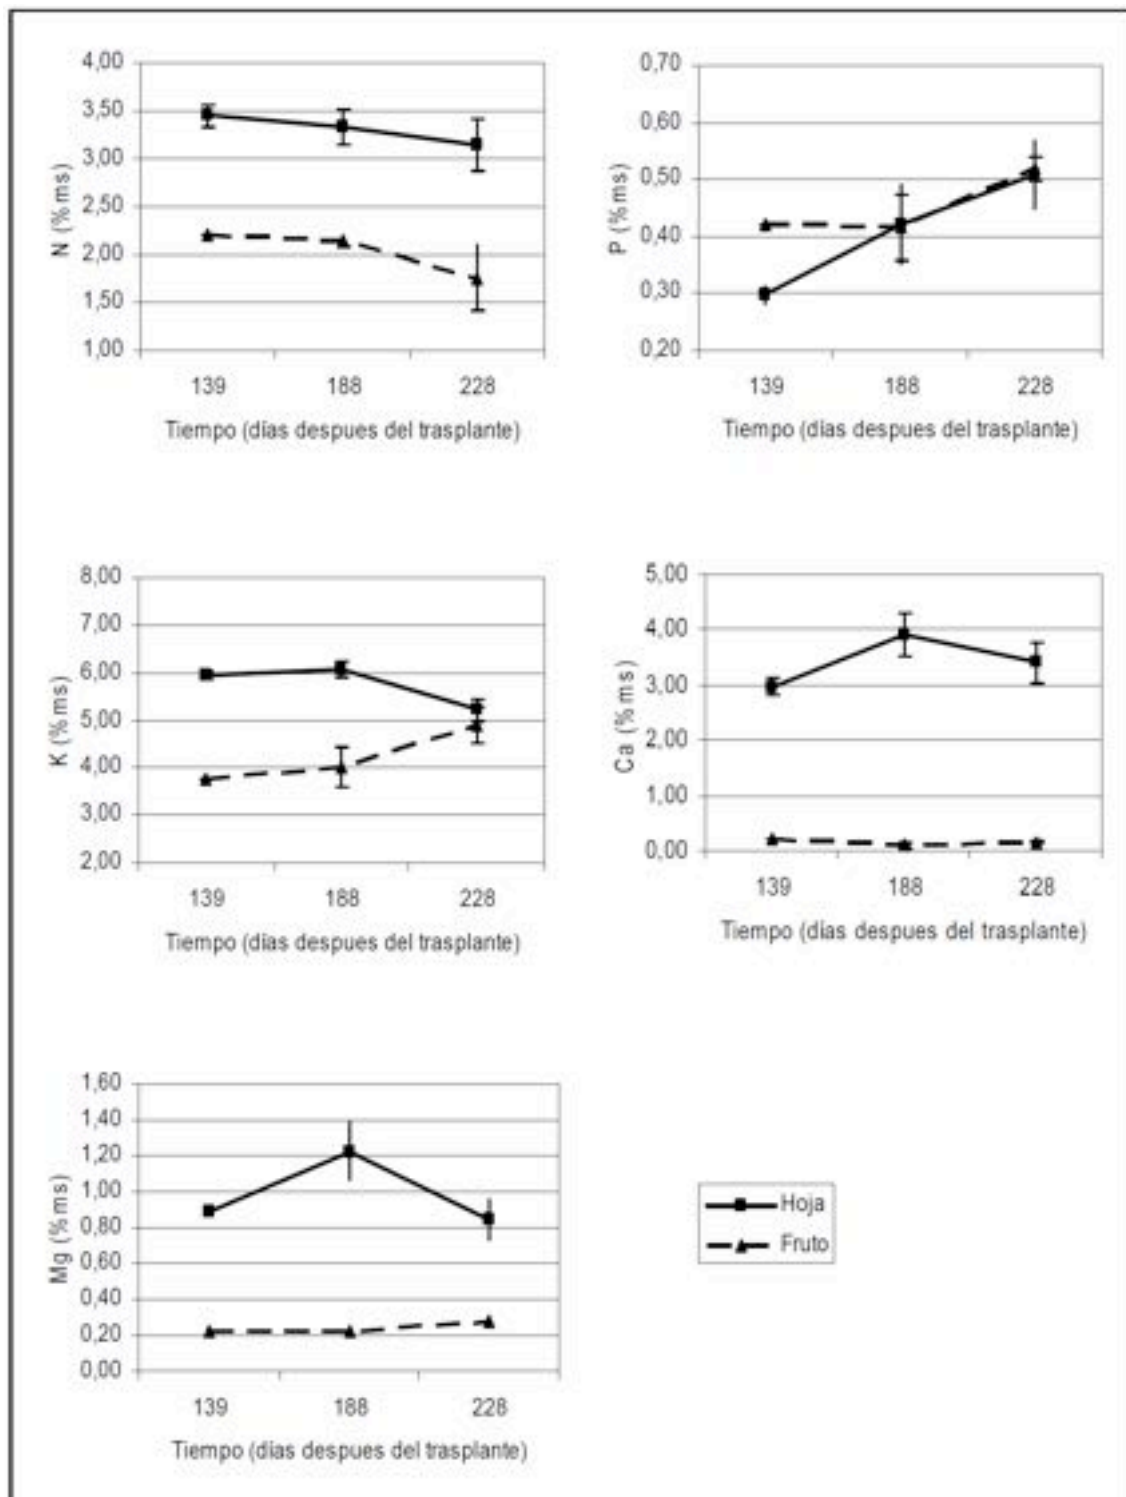 4,00
3,50
3,00
2,50
2,00
1,50
1,00
N (%ms)
139 188 228
Tiempo (días despues del trasplante)
0,70
0,60
0,50
0,40
0,30
0,20
P (%ms)
139 188 228
Tiempo (días despues del trasplante)
8,00
7,00
6,00
5,00
4,00
3,00
2,00
K (%ms)
139 188 228
Tiempo (días despues del trasplante)
5,00
4,00
3,00
2,00
1,00
0,00
Ca (%ms)
139 188 228
Tiempo (días despues del trasplante)
1,60
1,40
1,20
1,00
0,80
0,60
0,40
0,20
0,00
Mg (%ms)
139 188 228
Tiempo (días despues del trasplante)
Hoja
Fruto